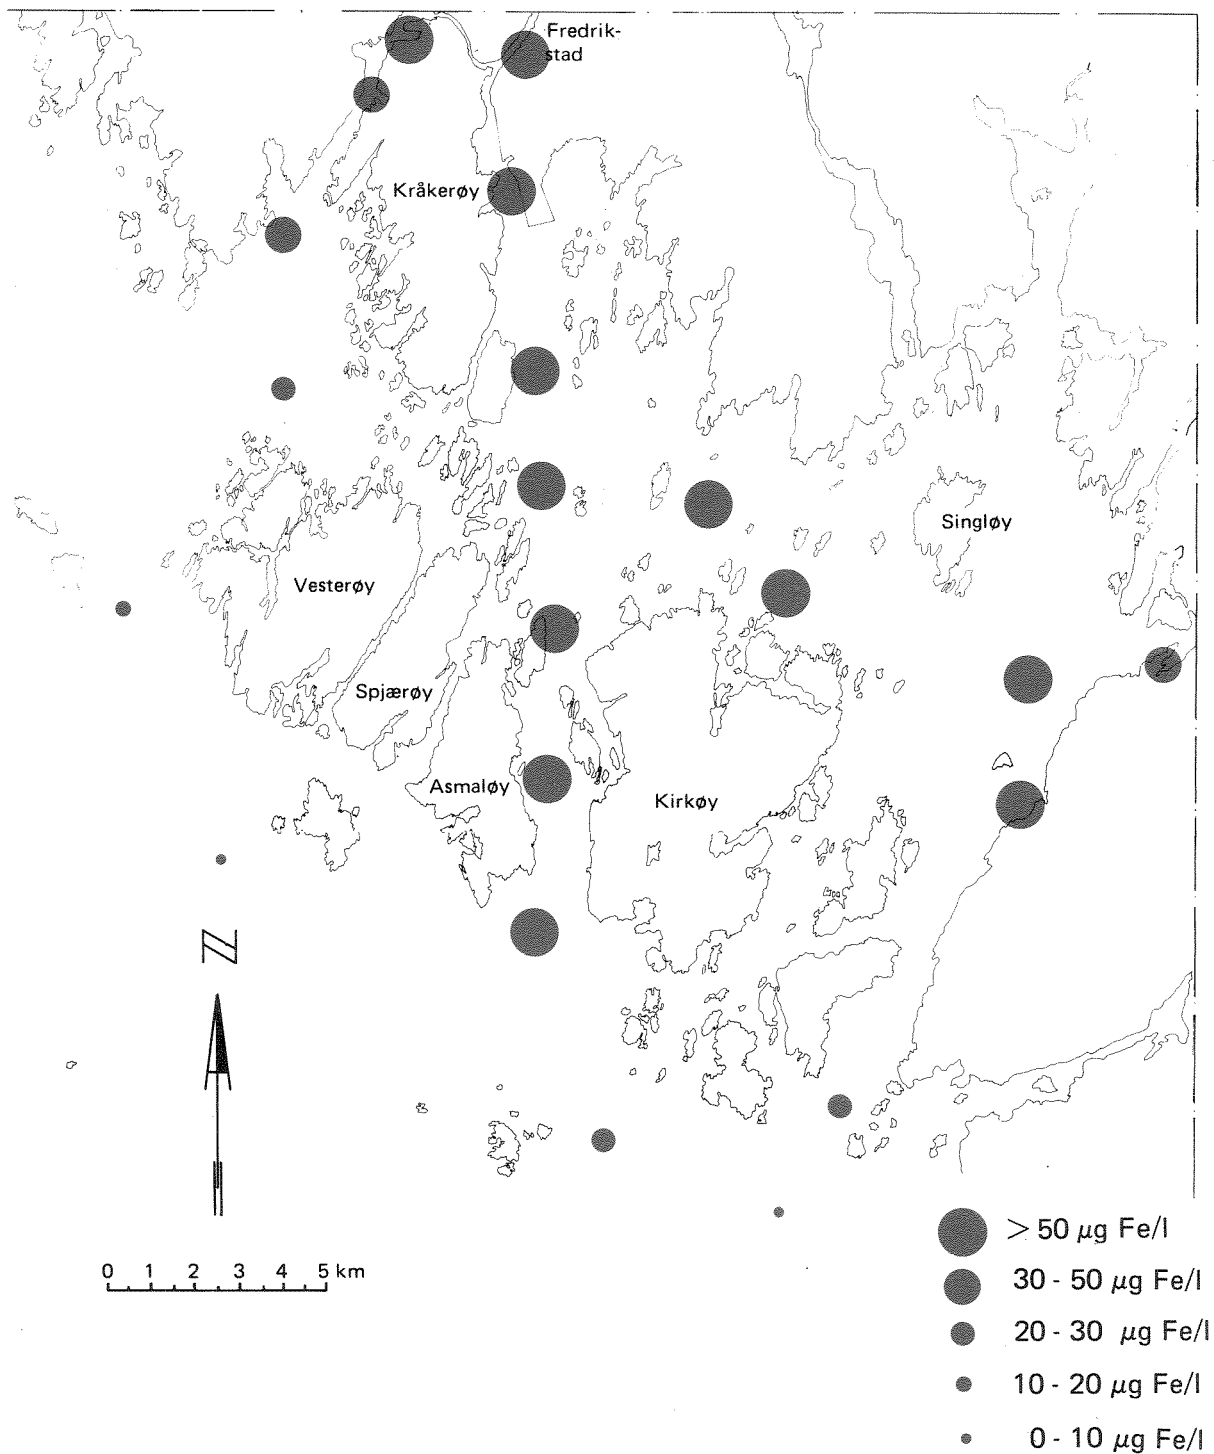 Fredrik-
stad
Kråkerøy
Singløy
Vesterøy
Spjærøy
Asmaløy
Kirkøy
N
0 1 2 3 4 5 km
> 50 µg Fe/l
30 - 50 µg Fe/l
20 - 30 µg Fe/l
10 - 20 µg Fe/l
0 - 10 µg Fe/l